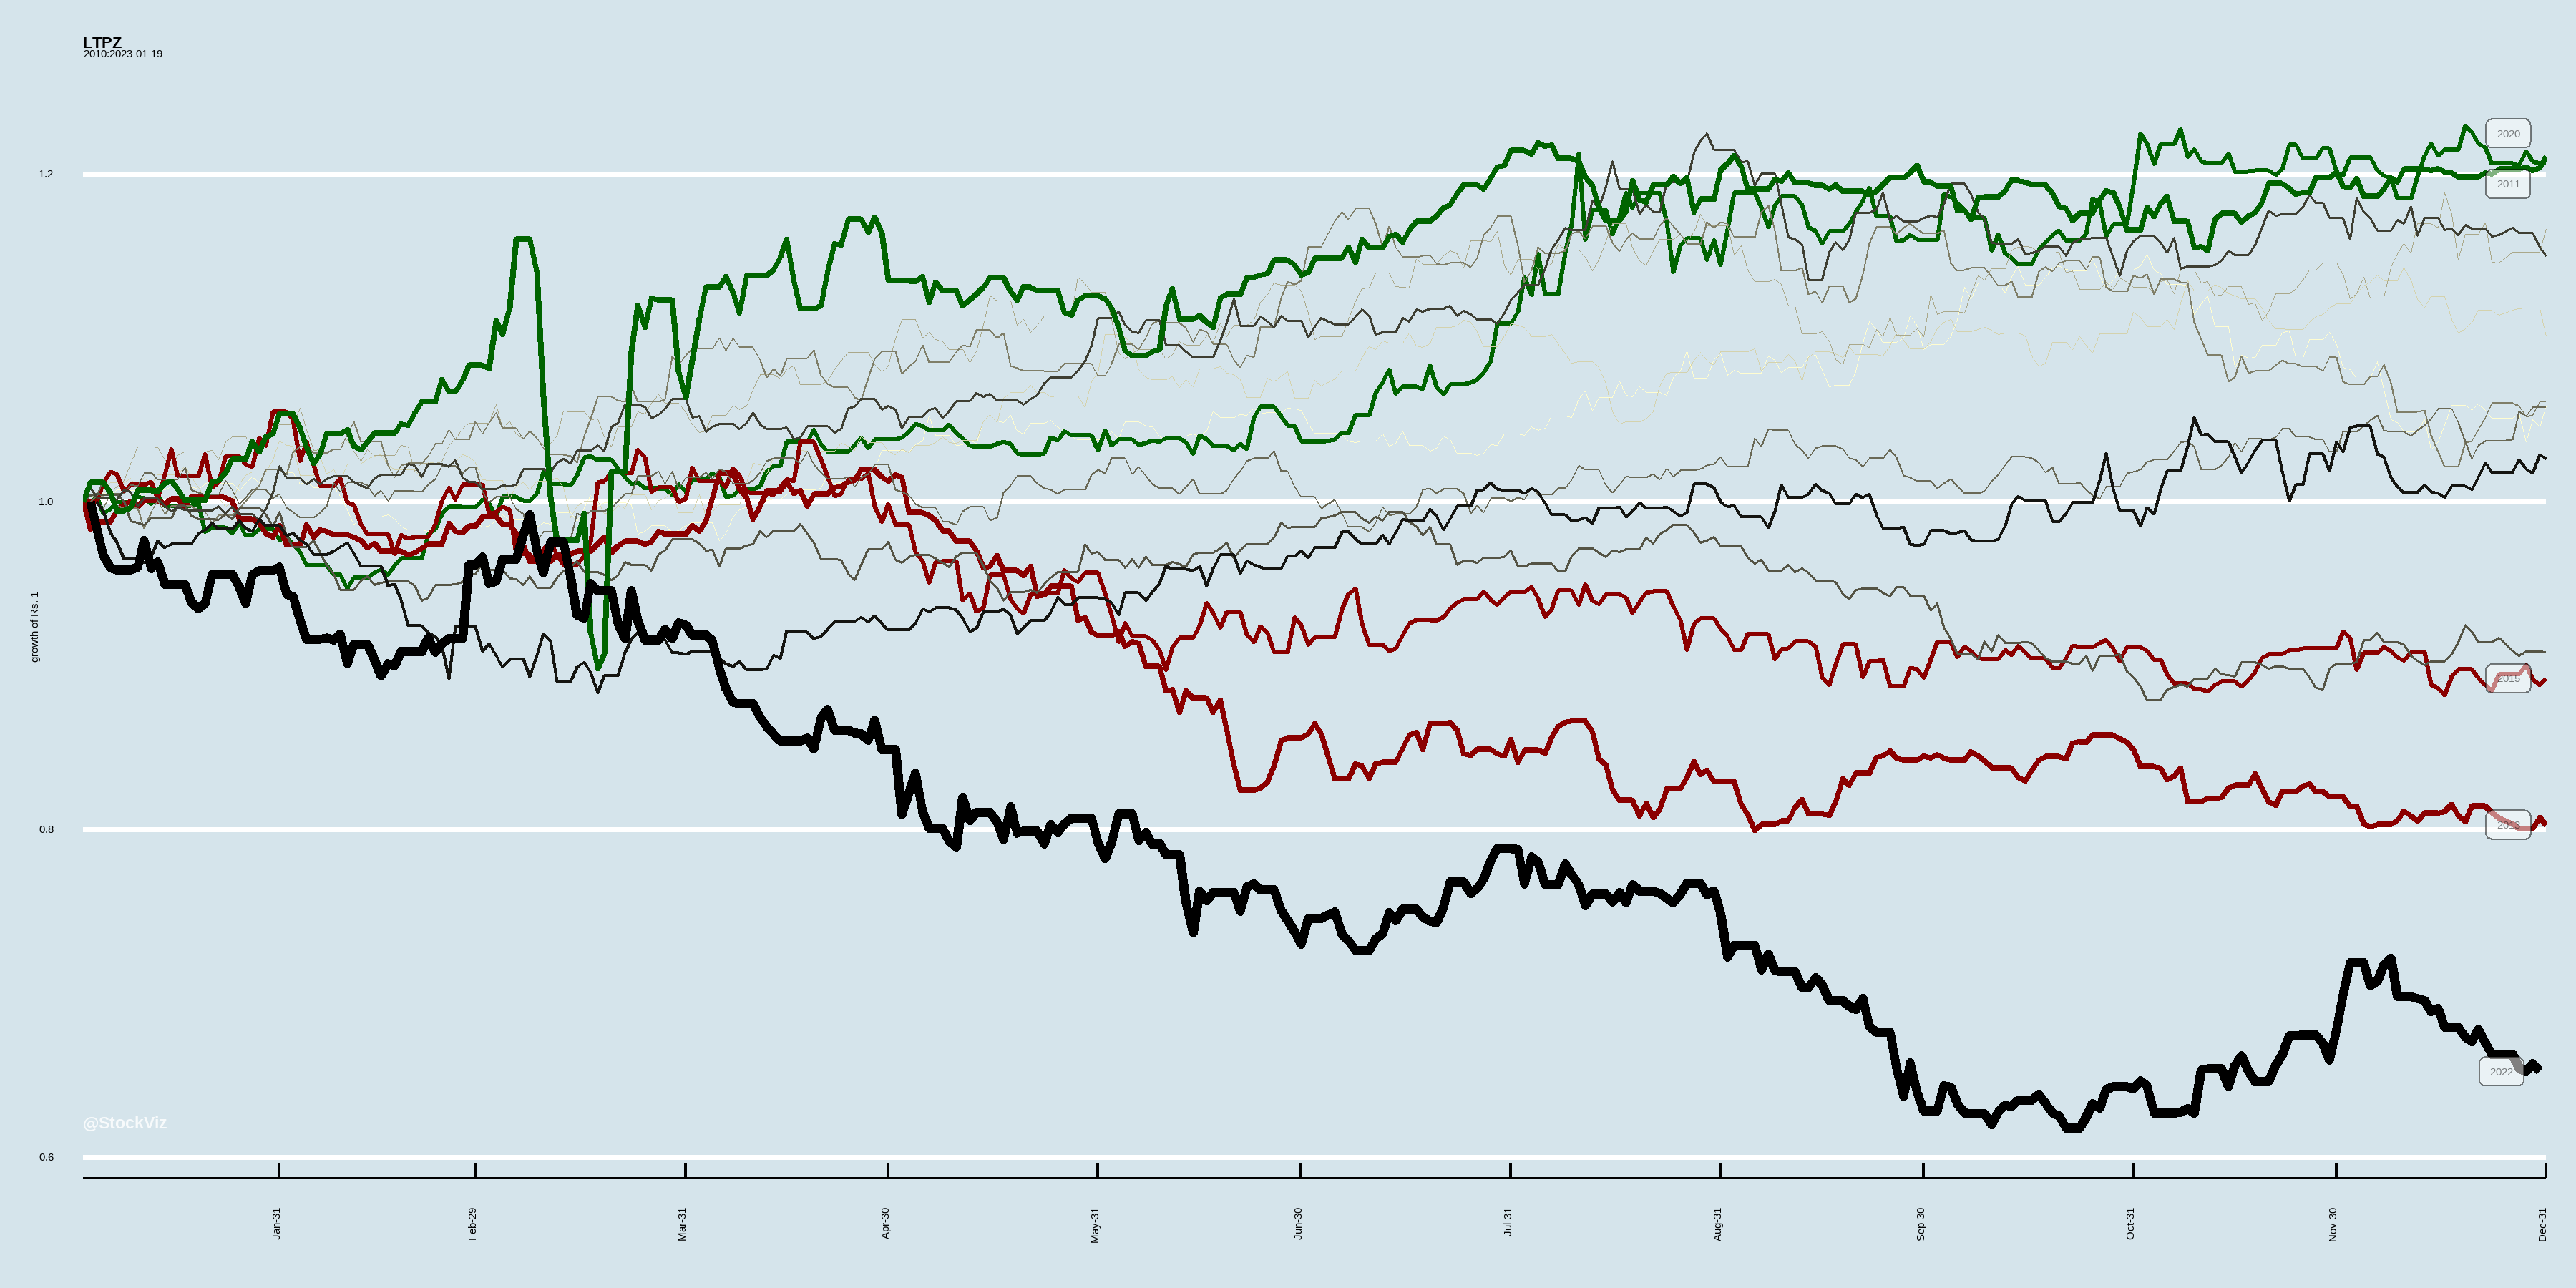 LTPZ
2010:2023-01-19
2020
1.2
2011
1.0
growth of Rs. 1
2015
2013
0.8
2022
@StockViz
0.6
Jan-31
Feb-29
Mar-31
Apr-30
May-31
Jun-30
Jul-31
Aug-31
Sep-30
Oct-31
Nov-30
Dec-31